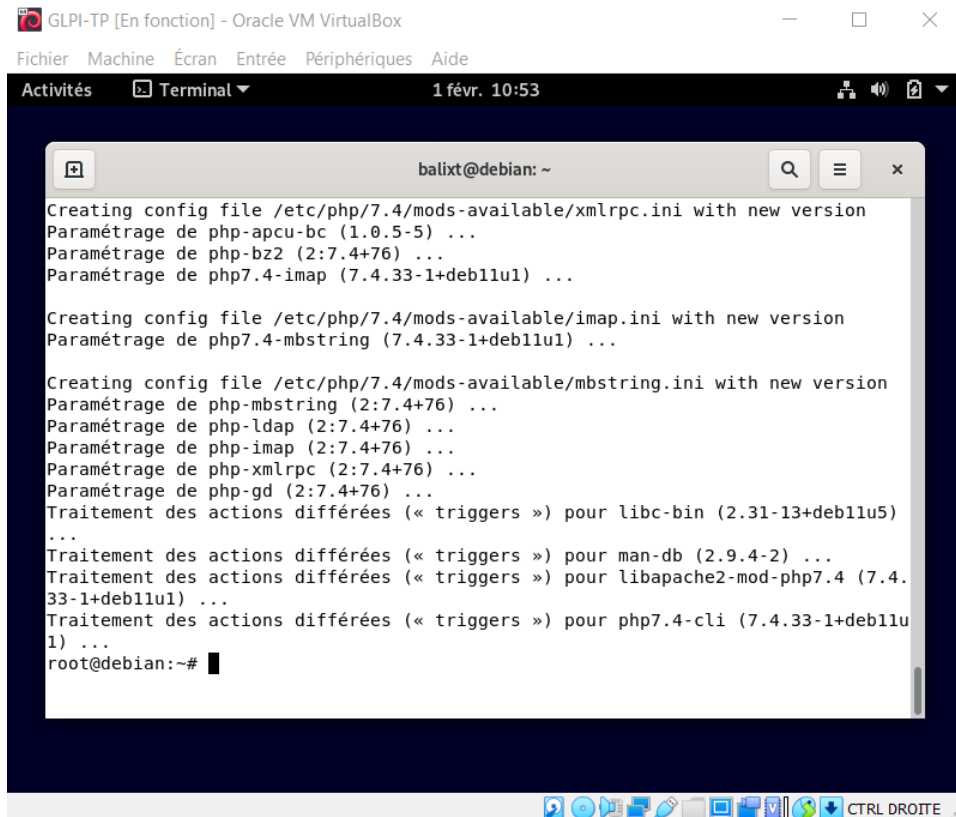 GLPI-TP [En fonction] - Oracle VM VirtualBox
Fichier Machine Écran Entrée Périphériques Aide
Activités Terminal 1 févr. 10:53
balixt@debian: ~
Creating config file /etc/php/7.4/mods-available/xmlrpc.ini with new version
Paramétrage de php-apcu-bc (1.0.5-5) ...
Paramétrage de php-bz2 (2:7.4+76) ...
Paramétrage de php7.4-imap (7.4.33-1+deb11u1) ...
Creating config file /etc/php/7.4/mods-available/imap.ini with new version
Paramétrage de php7.4-mbstring (7.4.33-1+deb11u1) ...
Creating config file /etc/php/7.4/mods-available/mbstring.ini with new version
Paramétrage de php-mbstring (2:7.4+76) ...
Paramétrage de php-ldap (2:7.4+76) ...
Paramétrage de php-imap (2:7.4+76) ...
Paramétrage de php-xmlrpc (2:7.4+76) ...
Paramétrage de php-gd (2:7.4+76) ...
Traitement des actions différées (« triggers ») pour libc-bin (2.31-13+deb11u5)
...
Traitement des actions différées (« triggers ») pour man-db (2.9.4-2) ...
Traitement des actions différées (« triggers ») pour libapache2-mod-php7.4 (7.4.
33-1+deb11u1) ...
Traitement des actions différées (« triggers ») pour php7.4-cli (7.4.33-1+deb11u
1) ...
root@debian:~#
CTRL DROITE